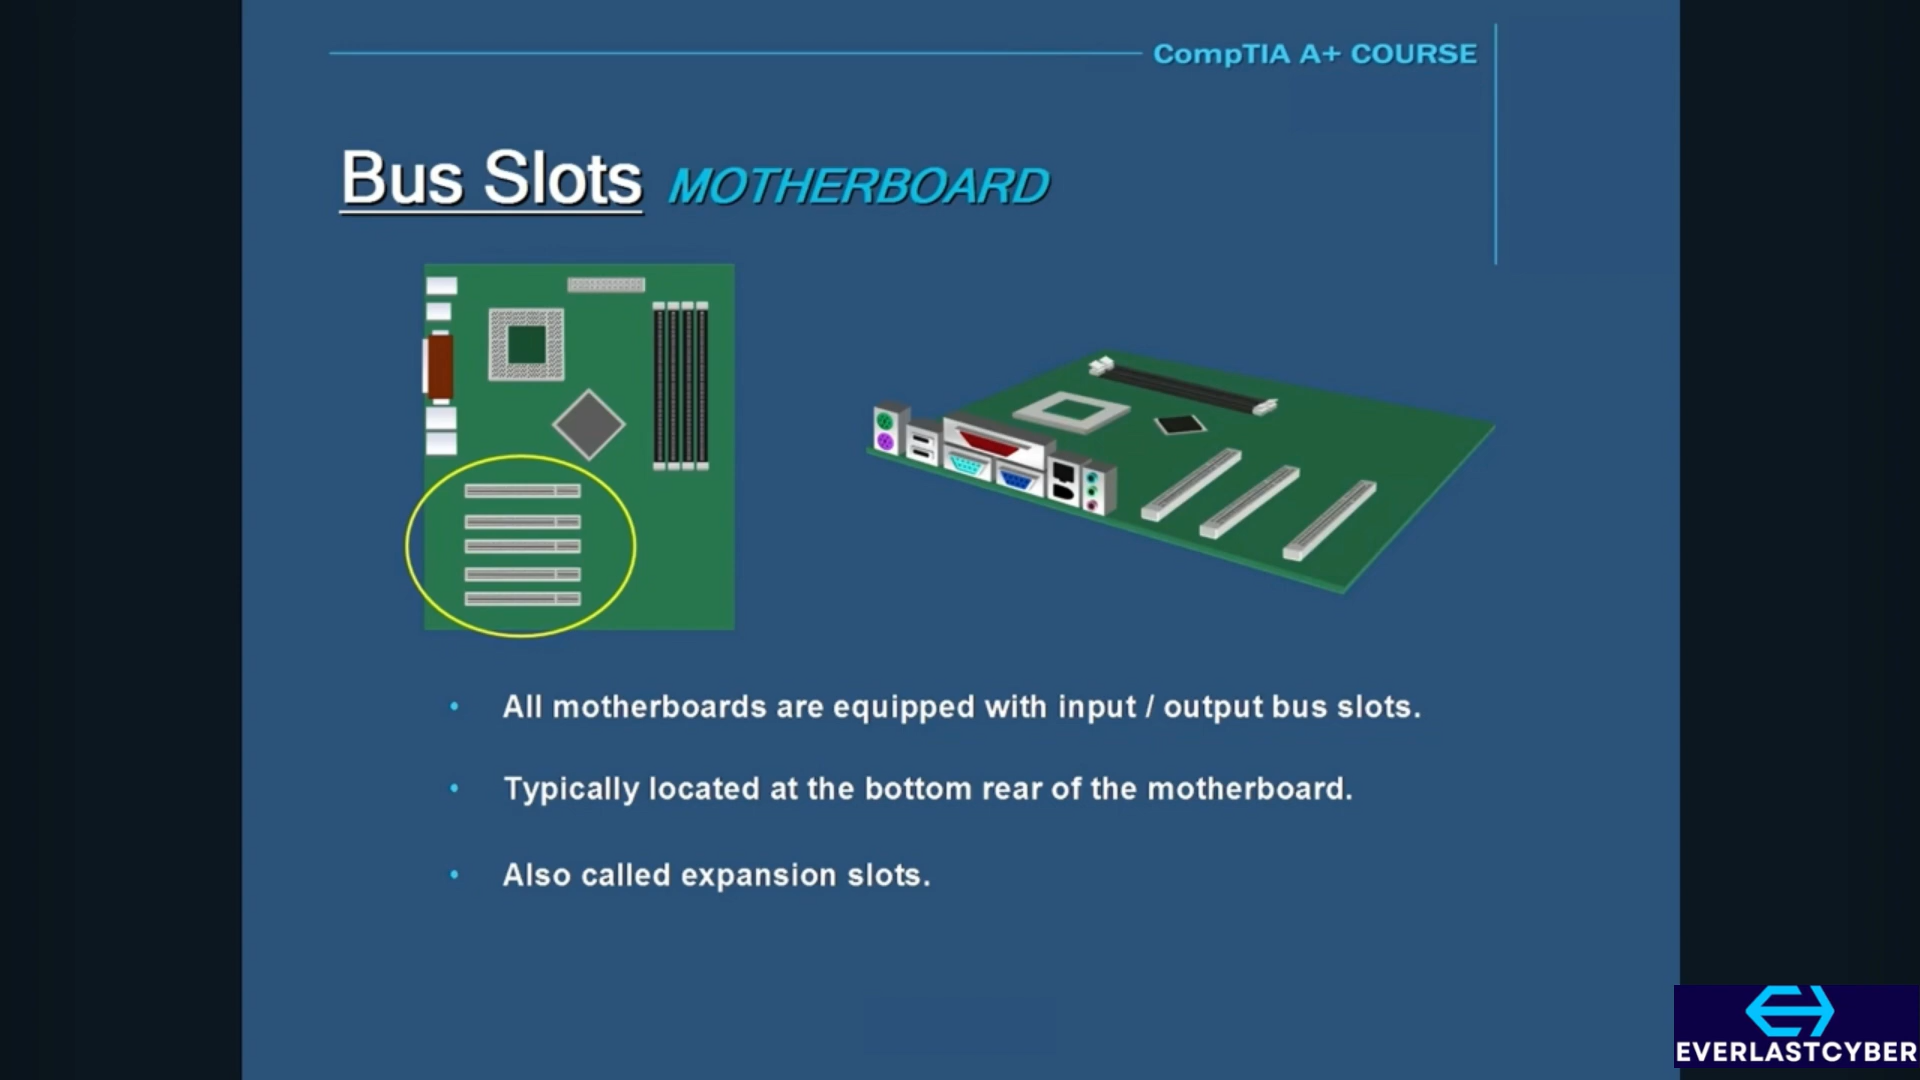 CompTIA A+ COURSE
Bus Slots MOTHERBOARD
• All motherboards are equipped with input / output bus slots.
• Typically located at the bottom rear of the motherboard.
• Also called expansion slots.
EVERLASTCYBER